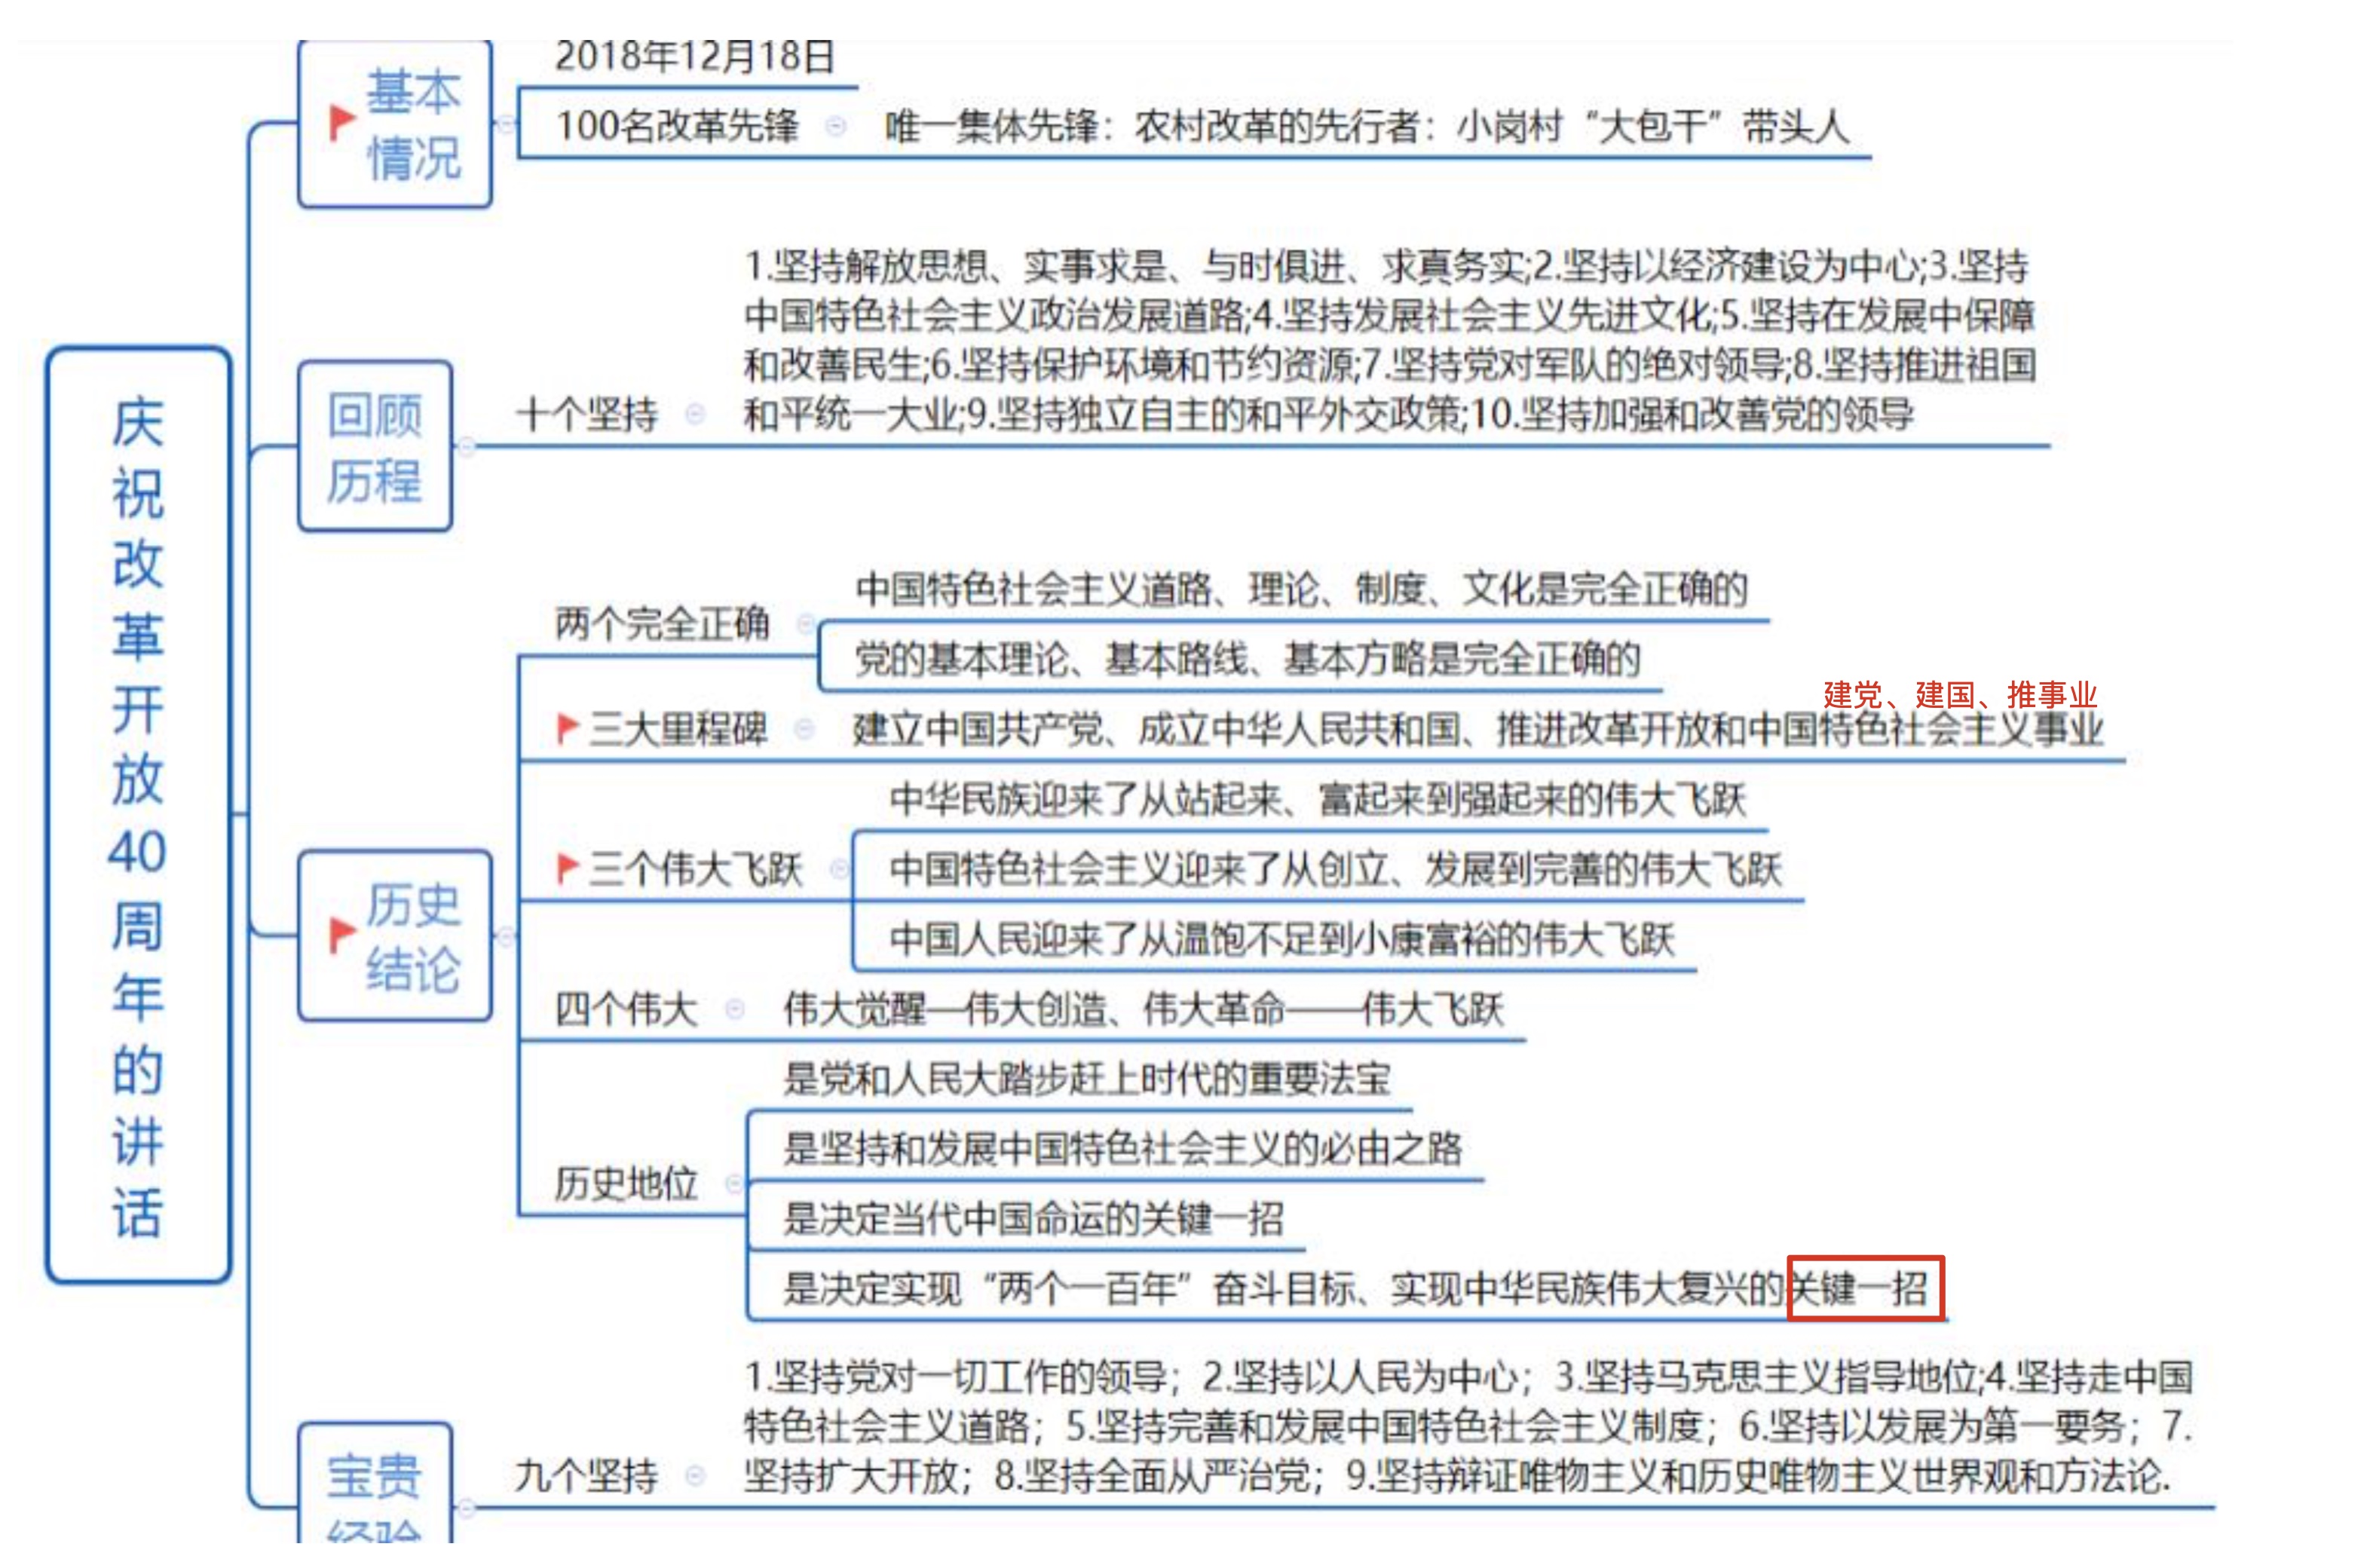 庆祝改革开放40周年的讲话
基本
情况
2018年12月18日
100名改革先锋 唯一集体先锋：农村改革的先行者：小岗村“大包干”带头人
回顾
历程
十个坚持
1.坚持解放思想、实事求是、与时俱进、求真务实;2.坚持以经济建设为中心;3.坚持
中国特色社会主义政治发展道路;4.坚持发展社会主义先进文化;5.坚持在发展中保障
和改善民生;6.坚持保护环境和节约资源;7.坚持党对军队的绝对领导;8.坚持推进祖国
和平统一大业;9.坚持独立自主的和平外交政策;10.坚持加强和改善党的领导
历史
结论
两个完全正确
中国特色社会主义道路、理论、制度、文化是完全正确的
党的基本理论、基本路线、基本方略是完全正确的
建党、建国、推事业
三大里程碑 建立中国共产党、成立中华人民共和国、推进改革开放和中国特色社会主义事业
三个伟大飞跃
中华民族迎来了从站起来、富起来到强起来的伟大飞跃
中国特色社会主义迎来了从创立、发展到完善的伟大飞跃
中国人民迎来了从温饱不足到小康富裕的伟大飞跃
四个伟大 伟大觉醒—伟大创造、伟大革命——伟大飞跃
历史地位
是党和人民大踏步赶上时代的重要法宝
是坚持和发展中国特色社会主义的必由之路
是决定当代中国命运的关键一招
是决定实现“两个一百年”奋斗目标、实现中华民族伟大复兴的关键一招
宝贵
经验
九个坚持
1.坚持党对一切工作的领导；2.坚持以人民为中心；3.坚持马克思主义指导地位;4.坚持走中国
特色社会主义道路；5.坚持完善和发展中国特色社会主义制度；6.坚持以发展为第一要务；7.
坚持扩大开放；8.坚持全面从严治党；9.坚持辩证唯物主义和历史唯物主义世界观和方法论.